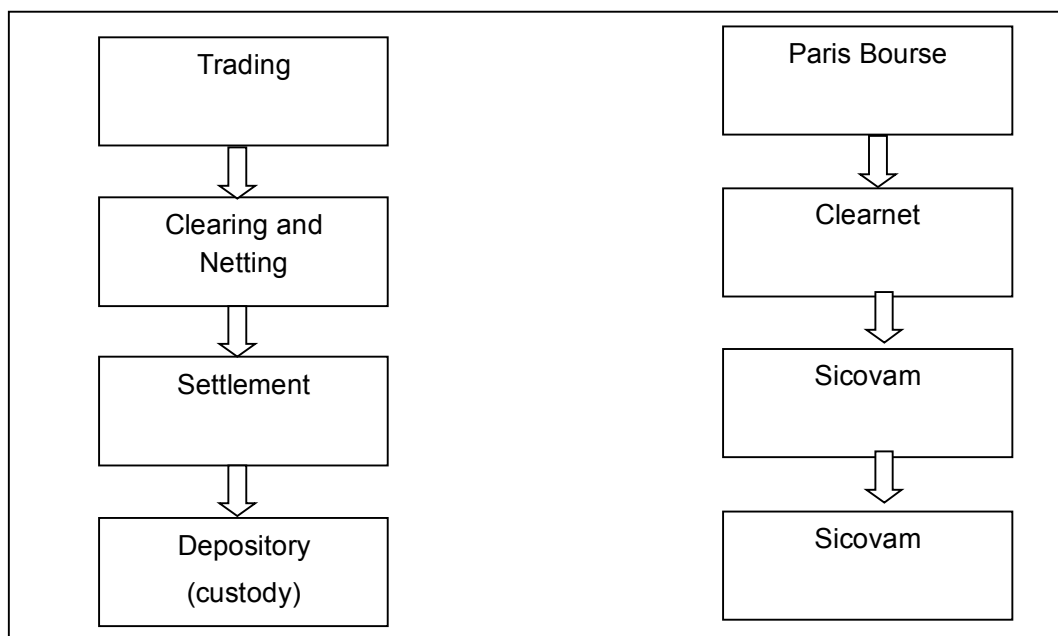 Trading
Clearing and
Netting
Settlement
Depository
(custody)
Paris Bourse
Clearnet
Sicovam
Sicovam